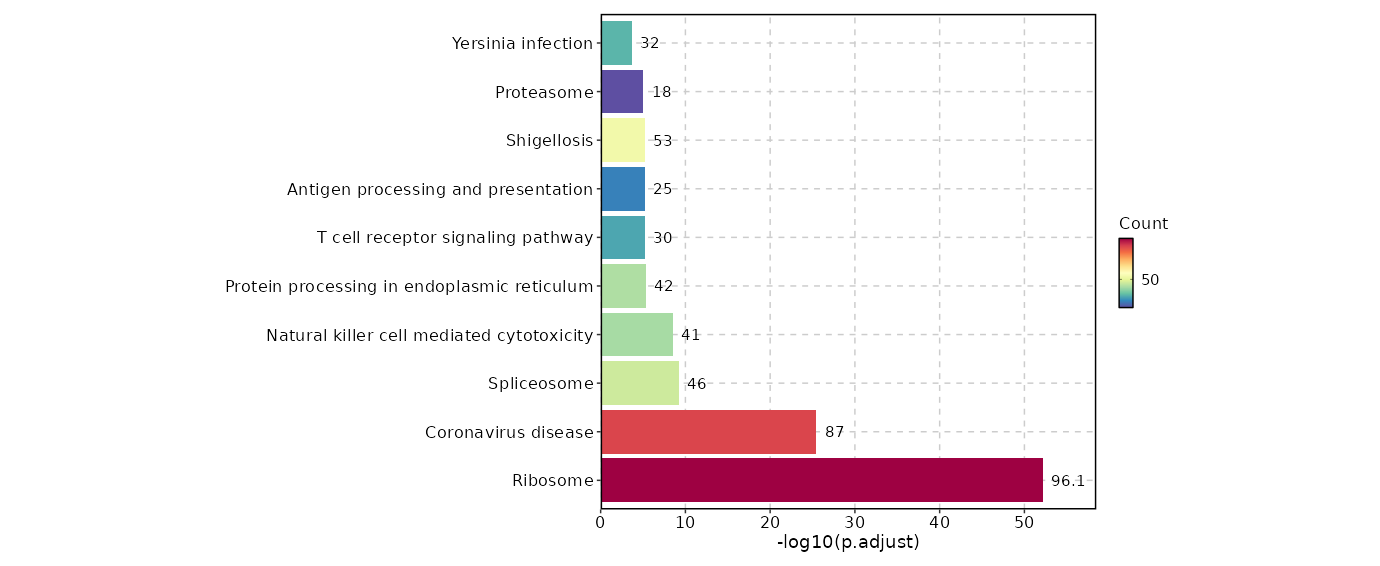 Yersinia infection 32
Proteasome 18
Shigellosis 53
Antigen processing and presentation 25
T cell receptor signaling pathway 30
Protein processing in endoplasmic reticulum 42
Natural killer cell mediated cytotoxicity 41
Spliceosome 46
Coronavirus disease 87
Ribosome 96.1
0 10 20 30 40 50
-log10(p.adjust)
Count
50